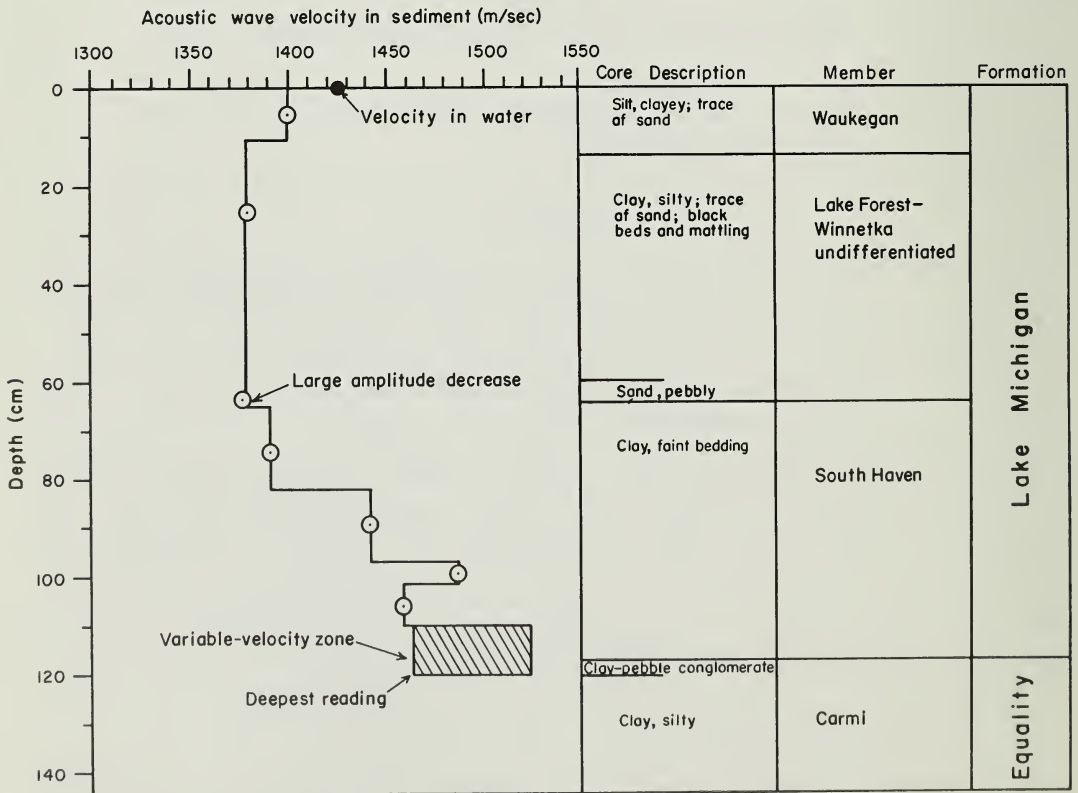 Acoustic wave velocity in sediment (m/sec)
1300 1350 1400 1450 1500 1550
Core Description Member Formation
Depth (cm)
0
20
40
60
80
100
120
140
Velocity in water
Large amplitude decrease
Variable-velocity zone
Deepest reading
Silt, clayey; trace
of sand
Waukegan
Clay, silty; trace
of sand; black
beds and mottling
Lake Forest-
Winnetka
undifferentiated
Sand, pebbly
Clay, faint bedding
South Haven
Clay-pebble conglomerate
Clay, silty
Carmi
Lake Michigan
Equality